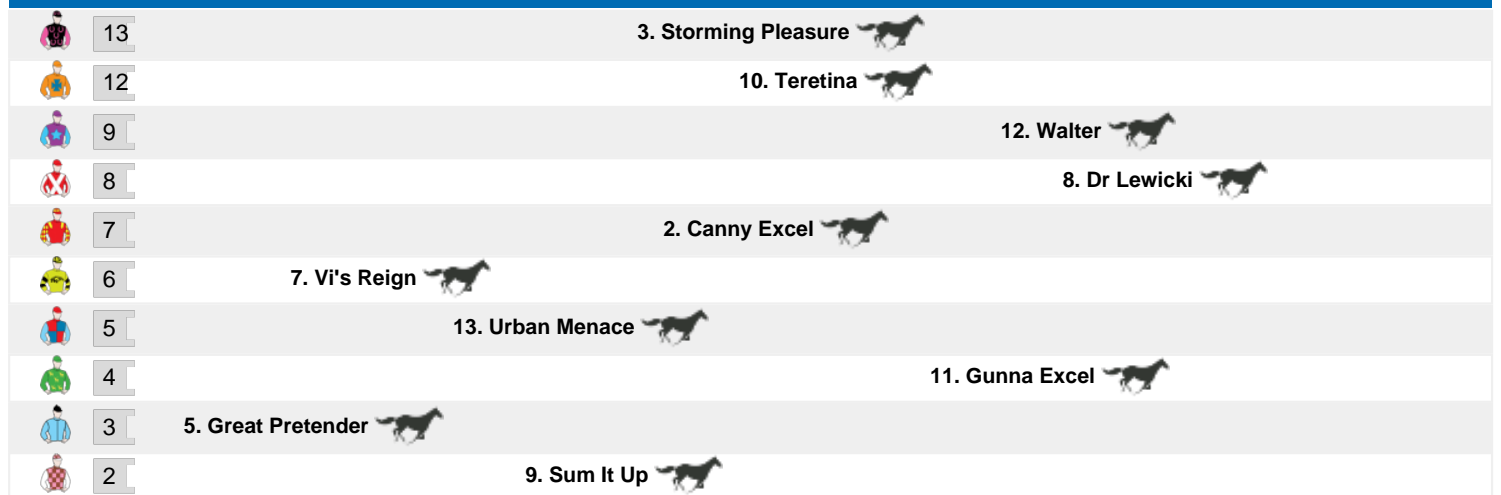 13 3. Storming Pleasure
12 10. Teretina
9 12. Walter
8 8. Dr Lewicki
7 2. Canny Excel
6 7. Vi's Reign
5 13. Urban Menace
4 11. Gunna Excel
3 5. Great Pretender
2 9. Sum It Up